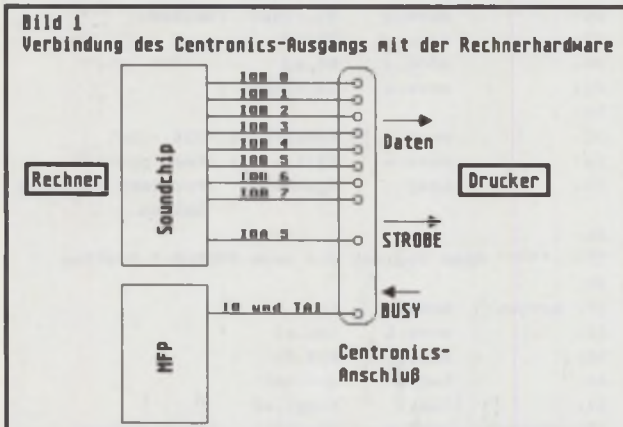 Bild 1
Verbindung des Centronics-Ausgangs mit der Rechnerhardware
Rechner
Soundchip
IOB 0
IOB 1
IOB 2
IOB 3
IOB 4
IOB 5
IOB 6
IOB 7
IOA 5
Daten
STROBE
Drucker
MFP
I0 und TAI
BUSY
Centronics-
Anschluß